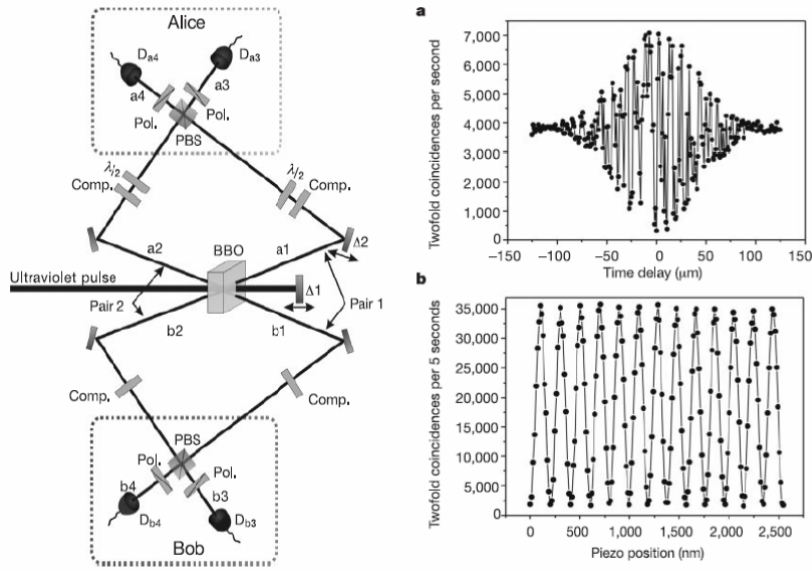 Alice
D_a4
D_a3
a4
a3
Pol.
Pol.
PBS
λ/2
Comp.
λ/2
Comp.
BBO
a2
a1
Δ2
Ultraviolet pulse
Δ1
Pair 2
Pair 1
b2
b1
Comp.
Comp.
PBS
Pol.
Pol.
b4
b3
D_b4
D_b3
Bob
a
Twofold coincidences per second
7,000
6,000
5,000
4,000
3,000
2,000
1,000
0
−150
−100
−50
0
50
100
150
Time delay (μm)
b
Twofold coincidences per 5 seconds
35,000
30,000
25,000
20,000
15,000
10,000
5,000
0
0
500
1,000
1,500
2,000
2,500
Piezo position (nm)